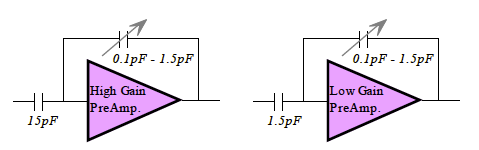 0.1pF - 1.5pF
High Gain
PreAmp.
15pF
0.1pF - 1.5pF
Low Gain
PreAmp.
1.5pF